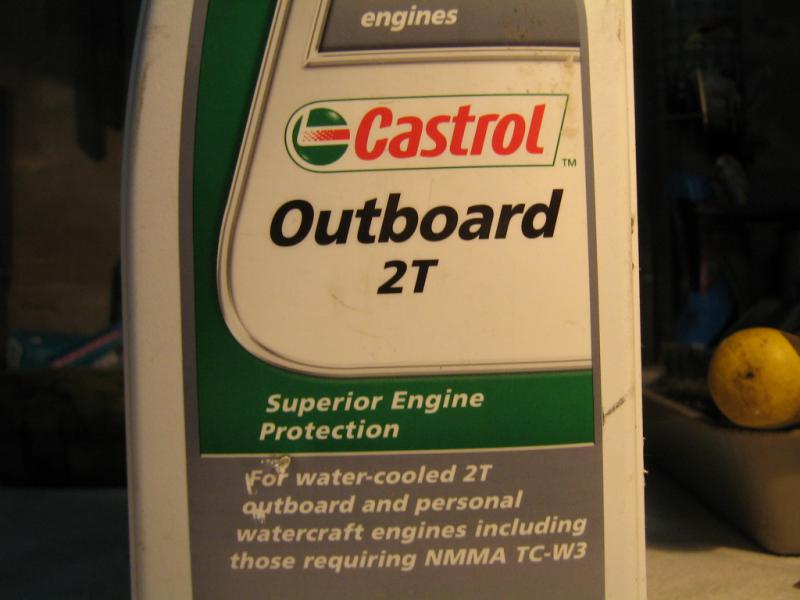 engines
Castrol
TM
Outboard
2T
Superior Engine
Protection
For water-cooled 2T
outboard and personal
watercraft engines including
those requiring NMMA TC-W3